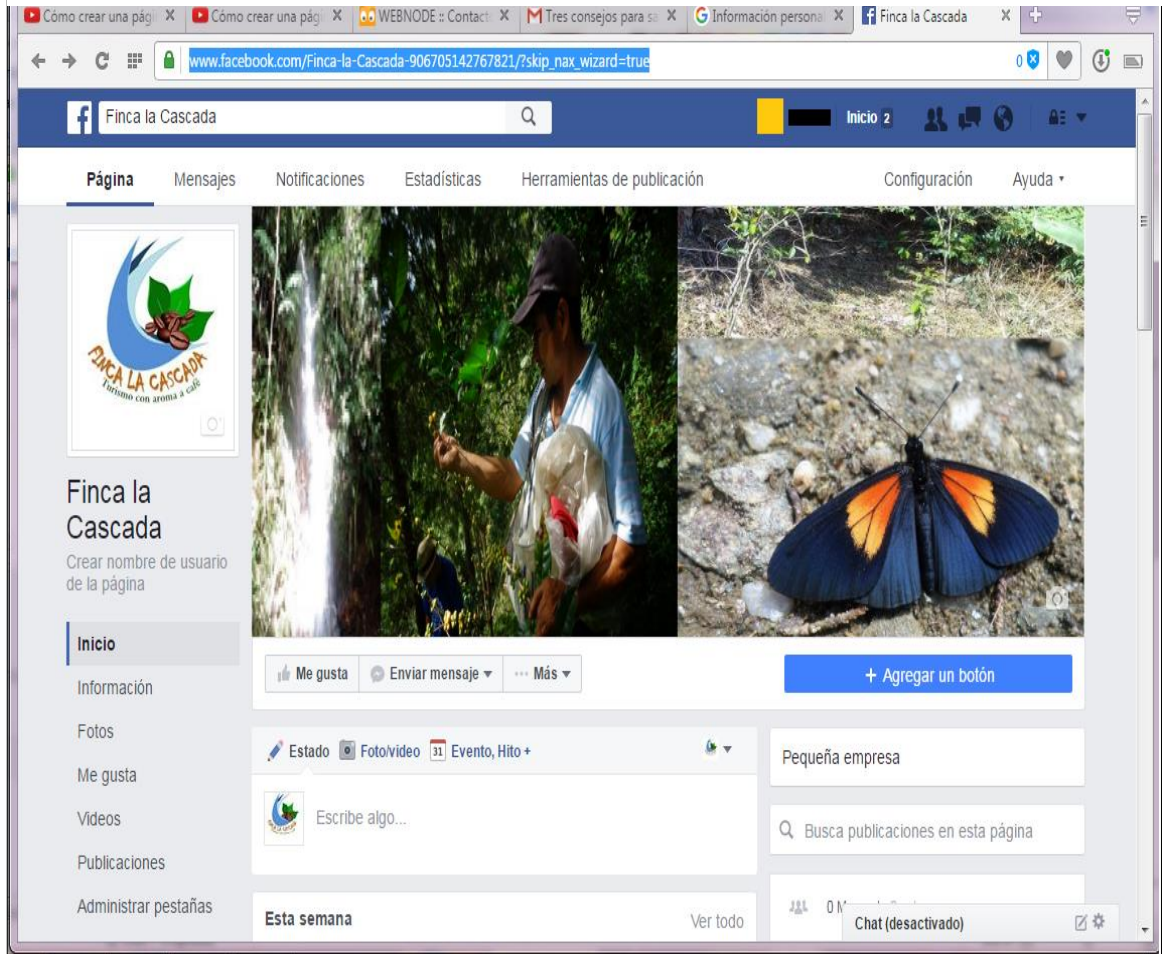 Cómo crear una pági
Cómo crear una pági
WEBNODE :: Contact
Tres consejos para sa
Información persona
Finca la Cascada
www.facebook.com/Finca-la-Cascada-906705142767821/?skip_nax_wizard=true
0
Finca la Cascada
Inicio 2
Página Mensajes Notificaciones Estadísticas Herramientas de publicación Configuración Ayuda
FINCA LA CASCADA
Turismo con aroma a café
Finca la
Cascada
Crear nombre de usuario
de la página
Inicio
Información
Fotos
Me gusta
Videos
Publicaciones
Administrar pestañas
Me gusta Enviar mensaje Más
+ Agregar un botón
Estado Foto/video 31 Evento, Hito +
Escribe algo...
Esta semana Ver todo
Pequeña empresa
Busca publicaciones en esta página
0 M
Chat (desactivado)